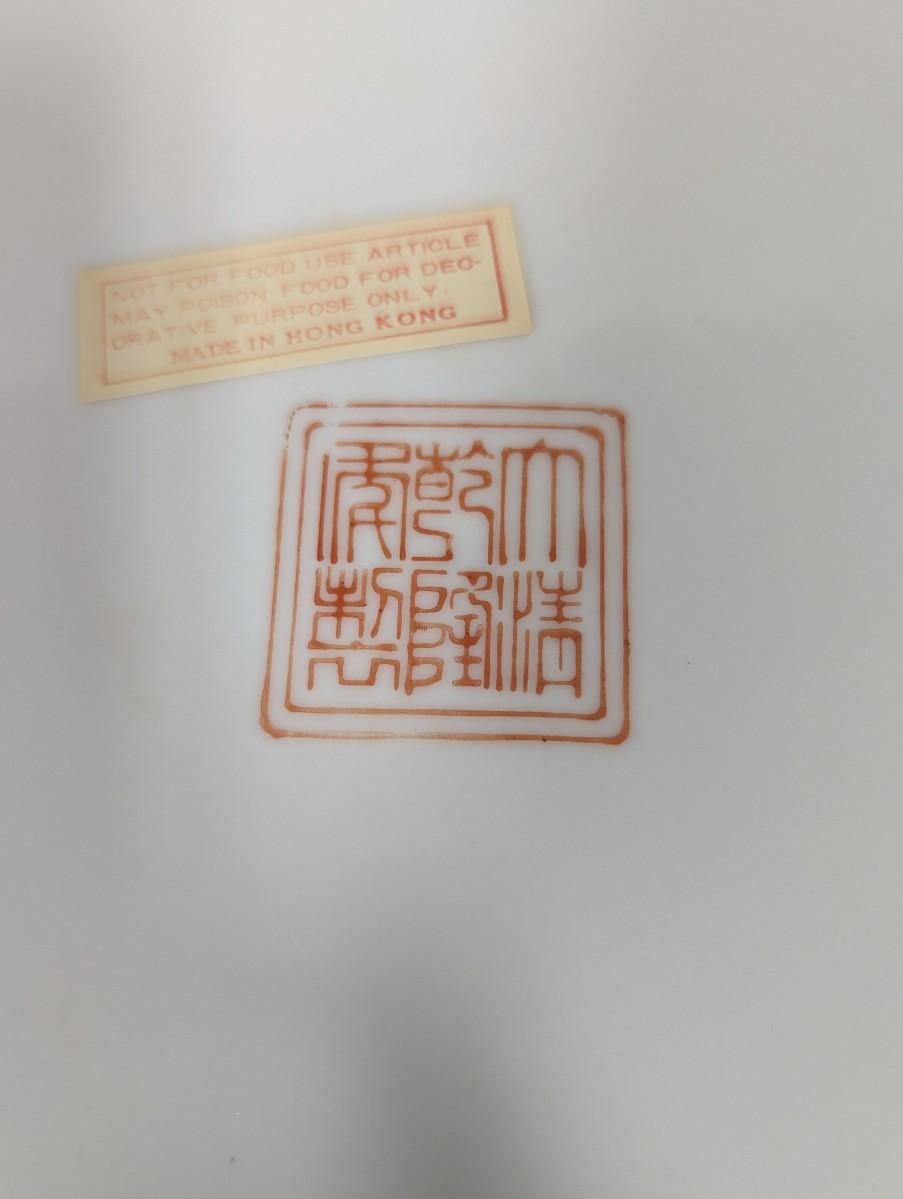 NOT FOR FOOD USE ARTICLE
MAY POISON FOOD FOR DEC-
ORATIVE PURPOSE ONLY.
MADE IN HONG KONG
大清
乾隆
年製